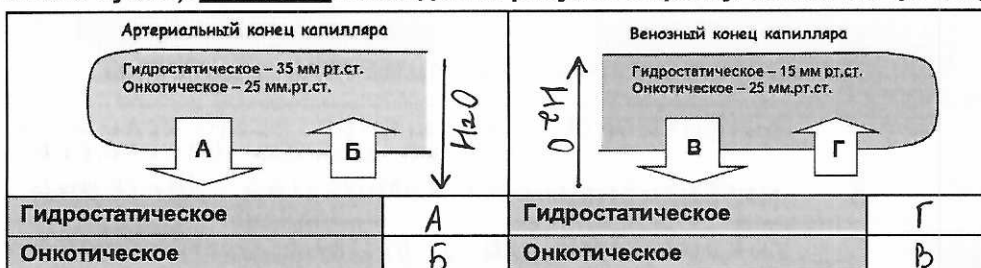 Артериальный конец капилляра
Гидростатическое – 35 мм рт.ст.
Онкотическое – 25 мм.рт.ст.
А
Б
H₂O
Гидростатическое А
Онкотическое Б
Венозный конец капилляра
Гидростатическое – 15 мм рт.ст.
Онкотическое – 25 мм.рт.ст.
H₂O
В
Г
Гидростатическое Г
Онкотическое В